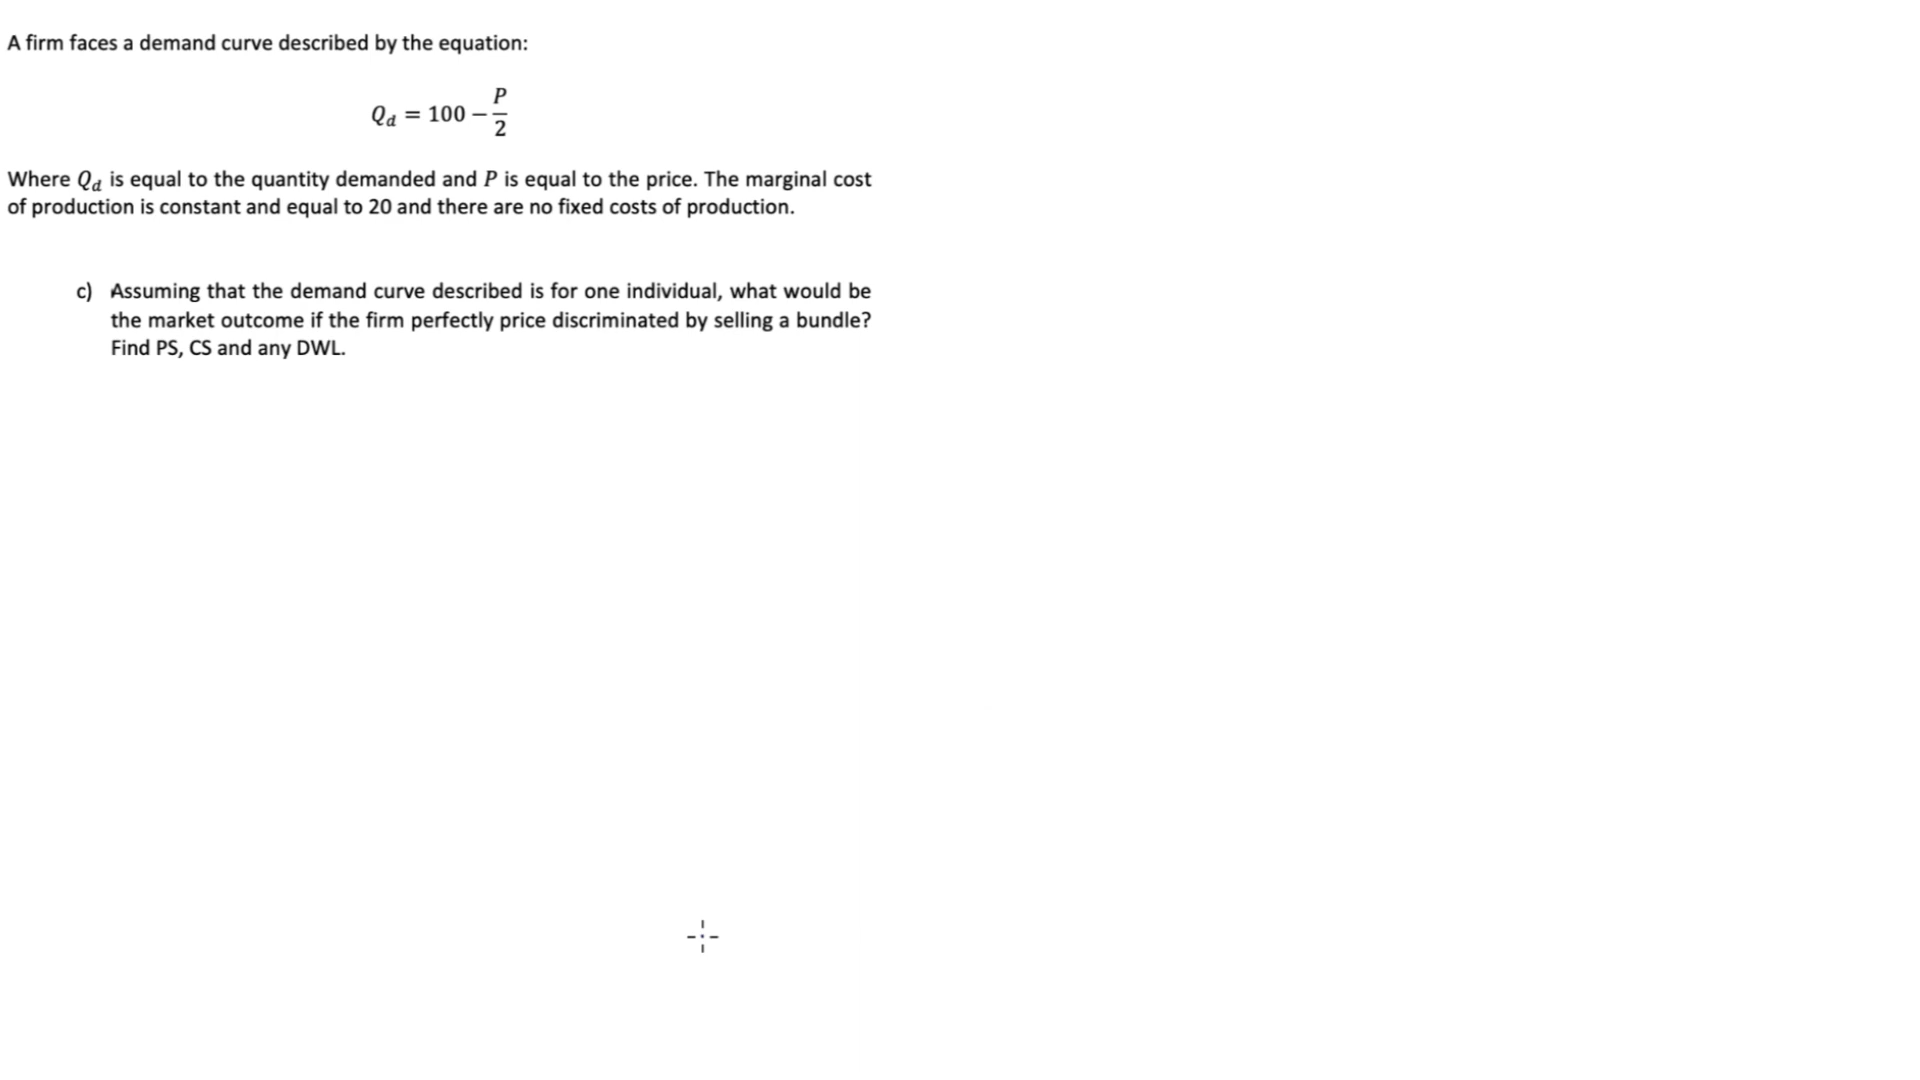 A firm faces a demand curve described by the equation:
Q_d = 100 − P/2
Where Q_d is equal to the quantity demanded and P is equal to the price. The marginal cost
of production is constant and equal to 20 and there are no fixed costs of production.
c) Assuming that the demand curve described is for one individual, what would be
the market outcome if the firm perfectly price discriminated by selling a bundle?
Find PS, CS and any DWL.